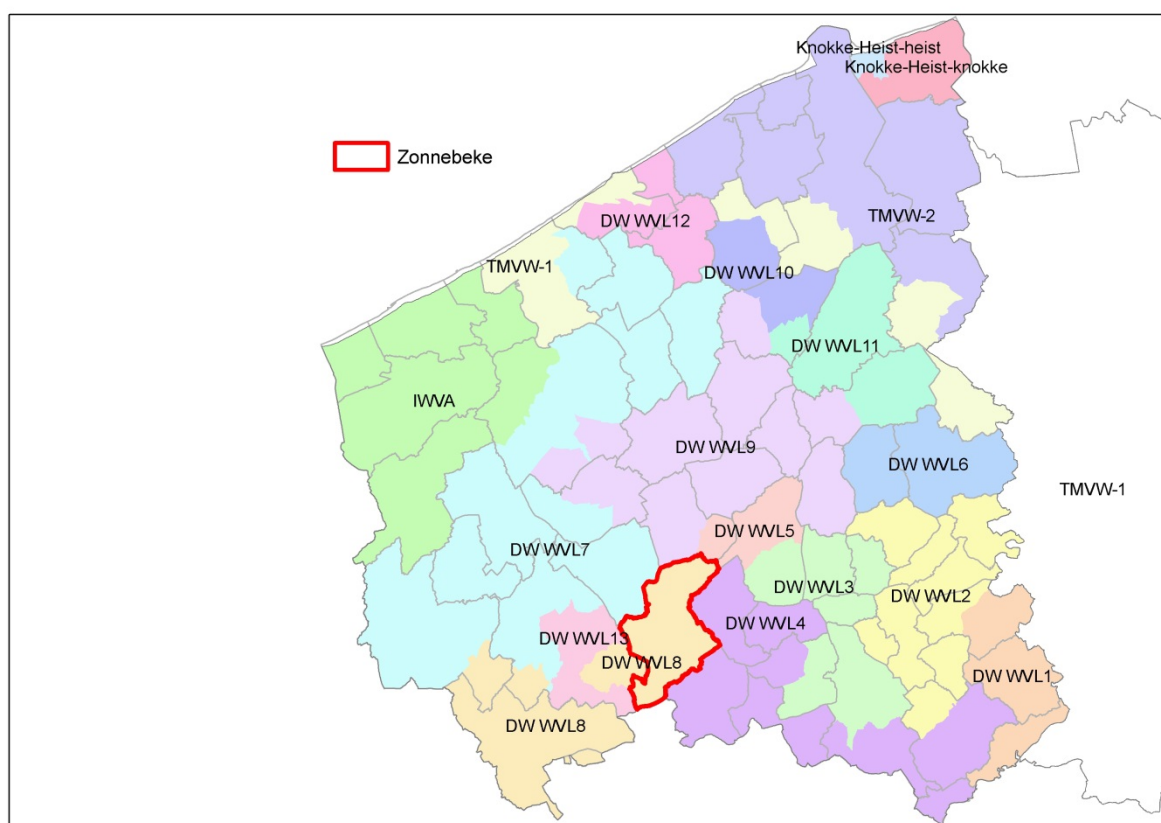 Knokke-Heist-heist
Knokke-Heist-knokke
Zonnebeke
DW WVL12
TMVW-2
TMVW-1
DW WVL10
DW WVL11
IWVA
DW WVL9
DW WVL6
TMVW-1
DW WVL5
DW WVL7
DW WVL3
DW WVL2
DW WVL4
DW WVL13
DW WVL8
DW WVL1
DW WVL8